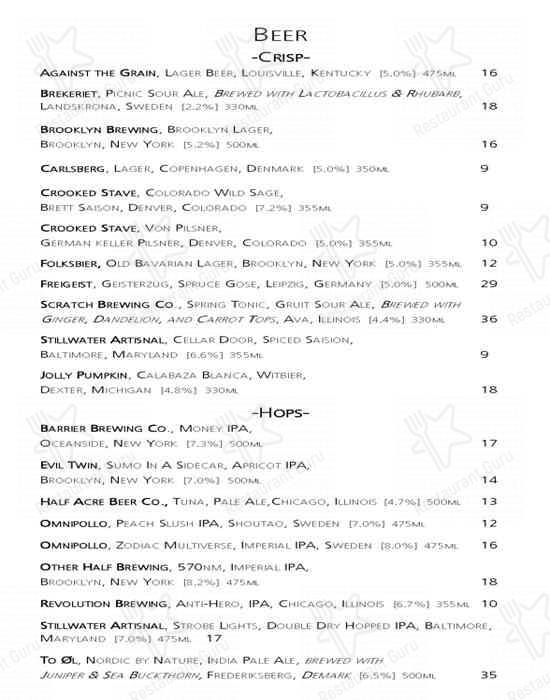 Beer
-Crisp-
Against the Grain, Lager Beer, Louisville, Kentucky [5.0%] 475ml 16
Brekeriet, Picnic Sour Ale, Brewed with Lactobacillus & Rhubarb,
Landskrona, Sweden [2.2%] 330ml 18
Brooklyn Brewing, Brooklyn Lager,
Brooklyn, New York [5.2%] 500ml 16
Carlsberg, Lager, Copenhagen, Denmark [5.0%] 350ml 9
Crooked Stave, Colorado Wild Sage,
Brett Saison, Denver, Colorado [7.2%] 355ml 9
Crooked Stave, Von Pilsner,
German keller Pilsner, Denver, Colorado [5.0%] 355ml 10
Folksbier, Old Bavarian Lager, Brooklyn, New York [5.0%] 355ml 12
Freigeist, Geisterzug, Spruce Gose, Leipzig, Germany [5.0%] 500ml 29
Scratch Brewing Co., Spring Tonic, Gruit Sour Ale, Brewed with
Ginger, Dandelion, and Carrot Tops, Ava, Illinois [4.4%] 330ml 36
Stillwater Artisnal, Cellar Door, Spiced Saision,
Baltimore, Maryland [6.6%] 355ml 9
Jolly Pumpkin, Calabaza Blanca, Witbier,
Dexter, Michigan [4.8%] 330ml 18
-Hops-
Barrier Brewing Co., Money IPA,
Oceanside, New York [7.3%] 500ml 17
Evil Twin, Sumo In A Sidecar, Apricot IPA,
Brooklyn, New York [7.0%] 500ml 14
Half Acre Beer Co., Tuna, Pale Ale, Chicago, Illinois [4.7%] 500ml 13
Omnipollo, Peach Slush IPA, Shoutao, Sweden [7.0%] 475ml 12
Omnipollo, Zodiac Multiverse, Imperial IPA, Sweden [8.0%] 475ml 16
Other Half Brewing, 570nm, Imperial IPA,
Brooklyn, New York [8.2%] 475ml 18
Revolution Brewing, Anti-Hero, IPA, Chicago, Illinois [6.7%] 355ml 10
Stillwater Artisnal, Strobe Lights, Double Dry Hopped IPA, Baltimore,
Maryland [7.0%] 475ml 17
To Øl, Nordic by Nature, India Pale Ale, brewed with
Juniper & Sea Buckthorn, Frederiksberg, Demark [6.5%] 500ml 35
Restaurant Guru